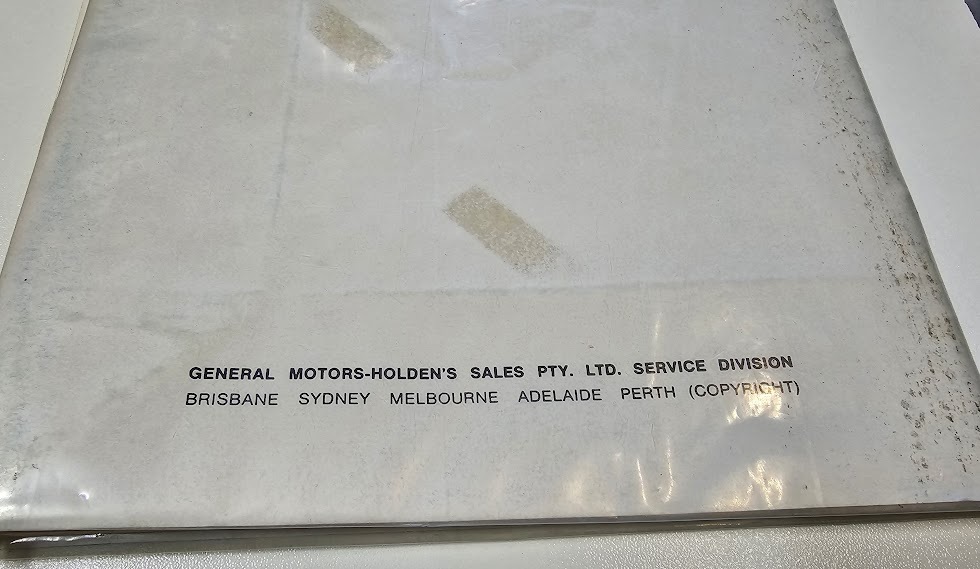 GENERAL MOTORS-HOLDEN'S SALES PTY. LTD. SERVICE DIVISION
BRISBANE SYDNEY MELBOURNE ADELAIDE PERTH (COPYRIGHT)